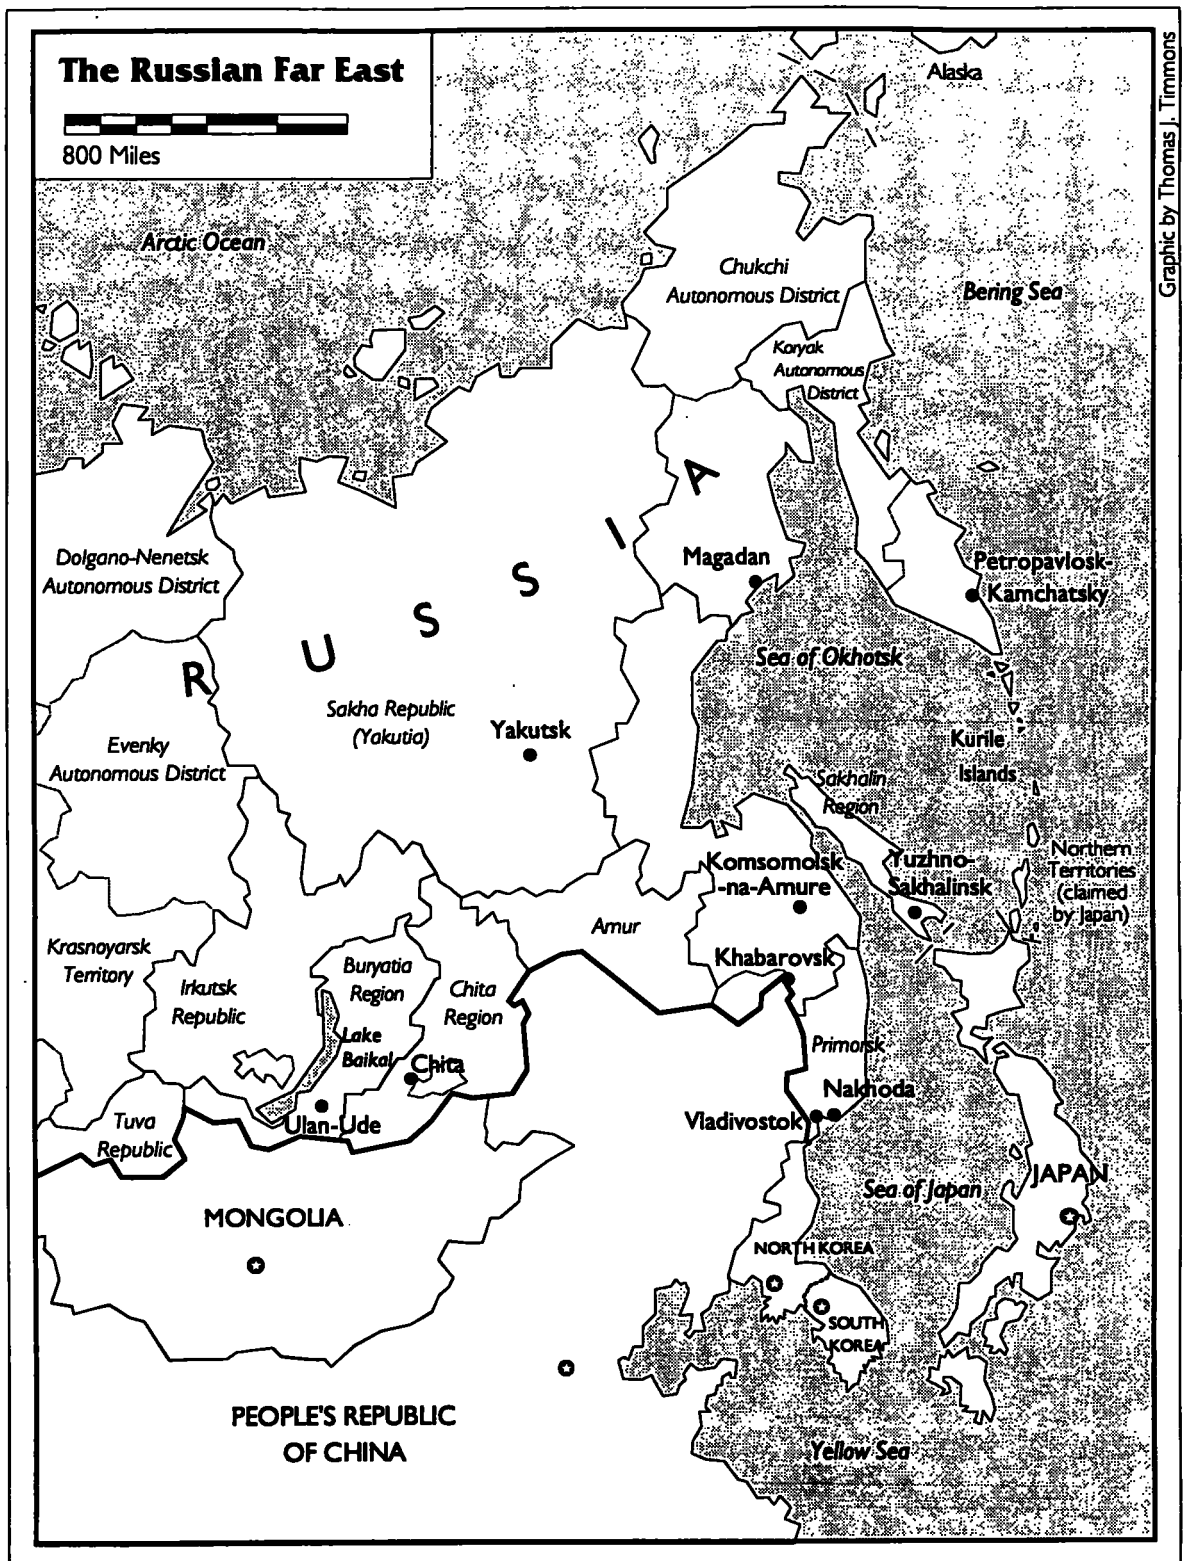 The Russian Far East
800 Miles
Graphic by Thomas J. Timmons
Alaska
Arctic Ocean
Chukchi
Autonomous District
Bering Sea
Koryak
Autonomous
District
Dolgano-Nenetsk
Autonomous District
RUSSIA
Magadan
Petropavlosk-
Kamchatsky
Sea of Okhotsk
Sakha Republic
(Yakutia)
Yakutsk
Evenky
Autonomous District
Kurile
Islands
Sakhalin
Region
Komsomolsk
-na-Amure
Yuzhno-
Sakhalinsk
Northern
Territories
(claimed
by Japan)
Amur
Krasnoyarsk
Territory
Irkutsk
Republic
Buryatia
Region
Chita
Region
Khabarovsk
Lake
Baikal
Chita
Primorsk
Nakhoda
Vladivostok
Ulan-Ude
Tuva
Republic
Sea of Japan
JAPAN
MONGOLIA
NORTH KOREA
SOUTH
KOREA
PEOPLE'S REPUBLIC
OF CHINA
Yellow Sea